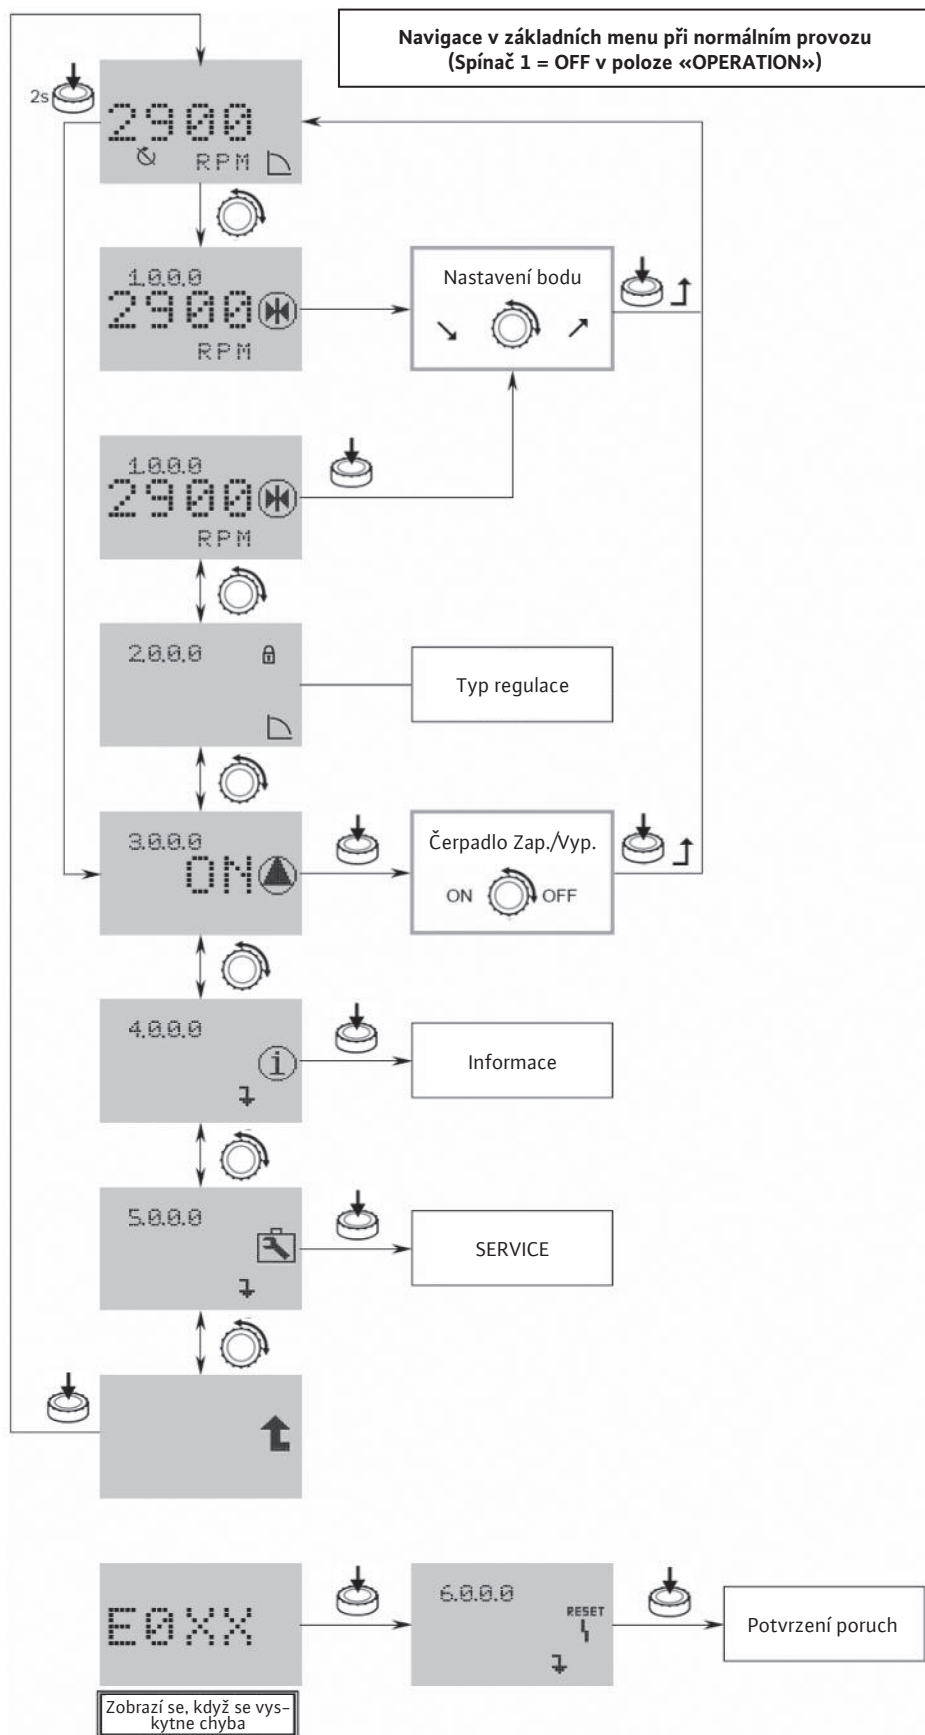 Navigace v základních menu při normálním provozu
(Spínač 1 = OFF v poloze «OPERATION»)
2s
2900
RPM
1.0.0.0
2900
RPM
Nastavení bodu
1.0.0.0
2900
RPM
2.0.0.0
Typ regulace
3.0.0.0
ON
Čerpadlo Zap./Vyp.
ON OFF
4.0.0.0
i
Informace
5.0.0.0
SERVICE
E0XX
6.0.0.0
RESET
Potvrzení poruch
Zobrazí se, když se vys-
kytne chyba